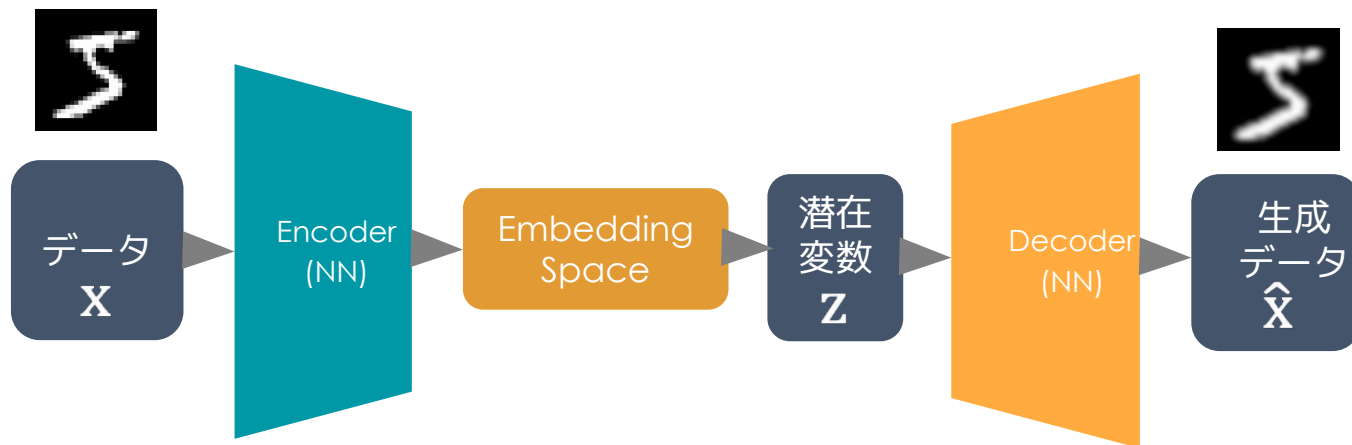 データ
x
Encoder
(NN)
Embedding
Space
潜在
変数
z
Decoder
(NN)
生成
データ
x̂